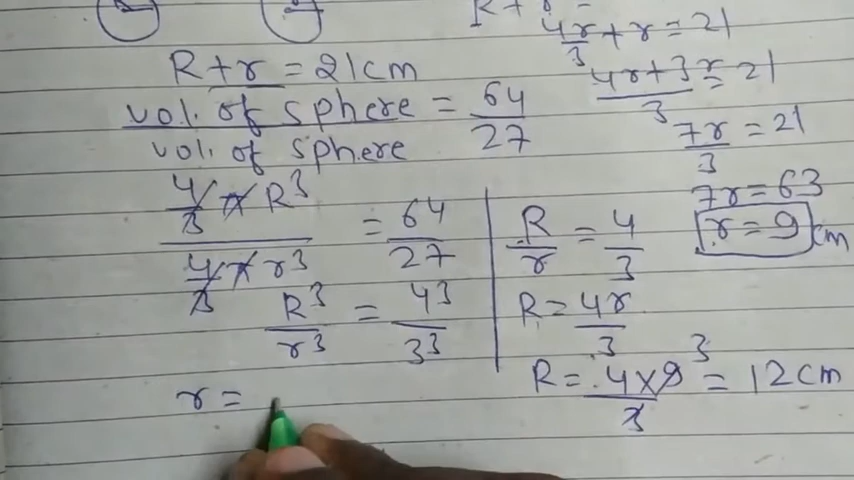 R + r =
4r/3 + r = 21
R + r = 21cm
(4r+3r)/3 = 21
vol. of sphere / vol. of sphere = 64/27
7r/3 = 21
7r = 63
r = 9 cm
4/3 π R³ / 4/3 π r³ = 64/27
R/r = 4/3
R³/r³ = 4³/3³
R = 4r/3
R = 4×9/3 3 = 12cm
r =